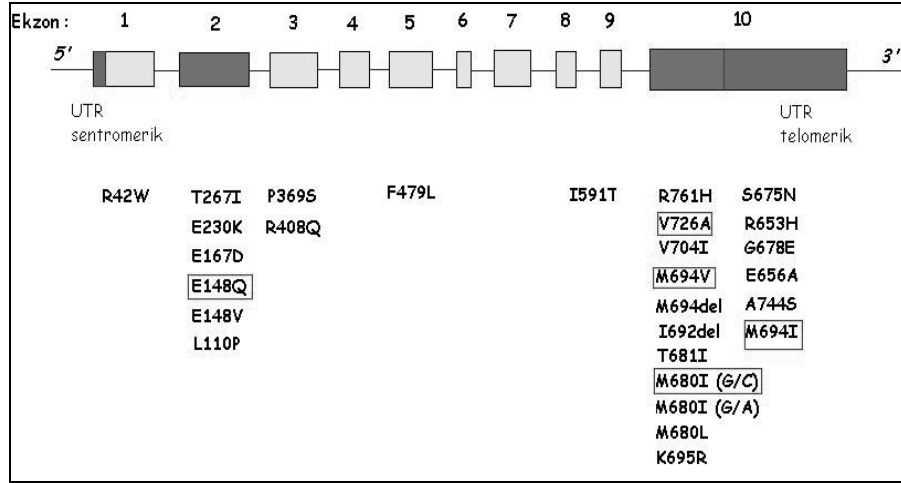 Ekzon : 1 2 3 4 5 6 7 8 9 10
5' 3'
UTR UTR
sentromerik telomerik
R42W T267I P369S F479L I591T R761H S675N
E230K R408Q V726A R653H
E167D V704I G678E
E148Q M694V E656A
E148V M694del A744S
L110P I692del M694I
T681I
M680I (G/C)
M680I (G/A)
M680L
K695R